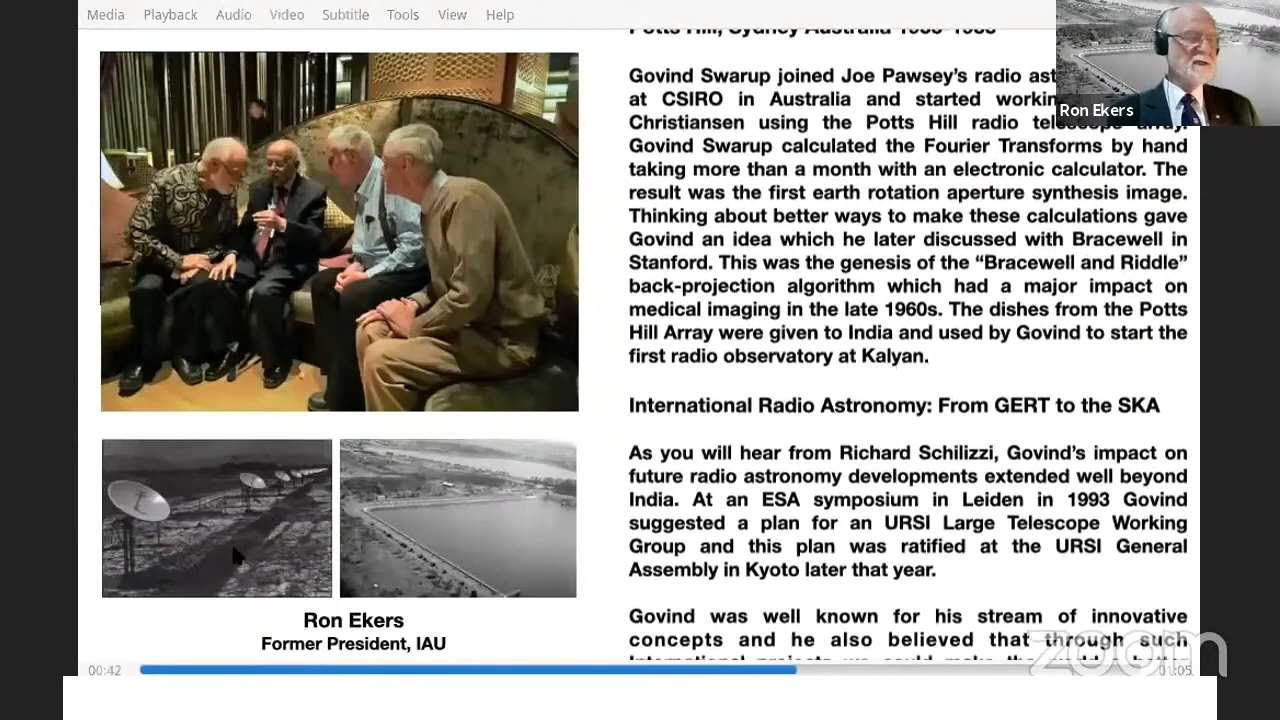 Media Playback Audio Video Subtitle Tools View Help
Ron Ekers
Potts Hill, Sydney Australia
Govind Swarup joined Joe Pawsey’s radio
at CSIRO in Australia and started
Christiansen using the Potts Hill radio telescope array.
Govind Swarup calculated the Fourier Transforms by hand
taking more than a month with an electronic calculator. The
result was the first earth rotation aperture synthesis image.
Thinking about better ways to make these calculations gave
Govind an idea which he later discussed with Bracewell in
Stanford. This was the genesis of the “Bracewell and Riddle”
back-projection algorithm which had a major impact on
medical imaging in the late 1960s. The dishes from the Potts
Hill Array were given to India and used by Govind to start the
first radio observatory at Kalyan.
International Radio Astronomy: From GERT to the SKA
As you will hear from Richard Schilizzi, Govind’s impact on
future radio astronomy developments extended well beyond
India. At an ESA symposium in Leiden in 1993 Govind
suggested a plan for an URSI Large Telescope Working
Group and this plan was ratified at the URSI General
Assembly in Kyoto later that year.
Govind was well known for his stream of innovative
concepts and he also believed that through such
Ron Ekers
Former President, IAU
00:42
01:05
zoom